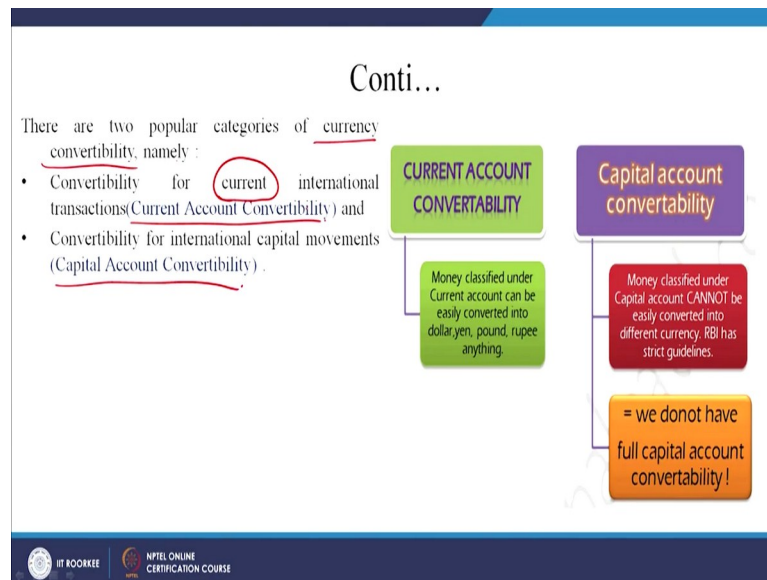 Conti...
There are two popular categories of currency
convertibility, namely :
• Convertibility for current international
transactions(Current Account Convertibility) and
• Convertibility for international capital movements
(Capital Account Convertibility) .
CURRENT ACCOUNT
CONVERTABILITY
Money classified under
Current account can be
easily converted into
dollar,yen, pound, rupee
anything.
Capital account
convertability
Money classified under
Capital account CANNOT be
easily converted into
different currency. RBI has
strict guidelines.
= we donot have
full capital account
convertability !
IIT ROORKEE
NPTEL ONLINE
CERTIFICATION COURSE